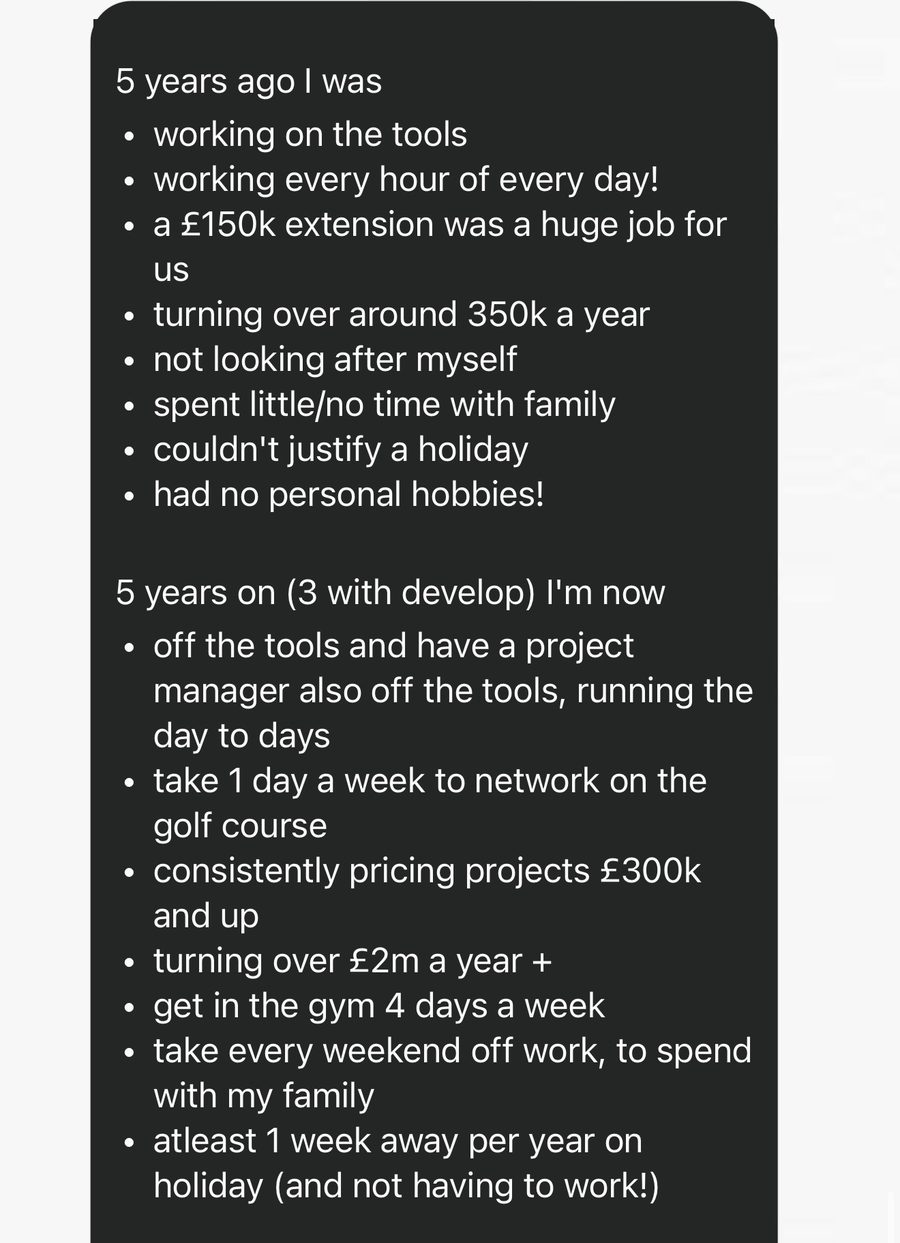 5 years ago I was
• working on the tools
• working every hour of every day!
• a £150k extension was a huge job for
us
• turning over around 350k a year
• not looking after myself
• spent little/no time with family
• couldn't justify a holiday
• had no personal hobbies!
5 years on (3 with develop) I'm now
• off the tools and have a project
manager also off the tools, running the
day to days
• take 1 day a week to network on the
golf course
• consistently pricing projects £300k
and up
• turning over £2m a year +
• get in the gym 4 days a week
• take every weekend off work, to spend
with my family
• atleast 1 week away per year on
holiday (and not having to work!)